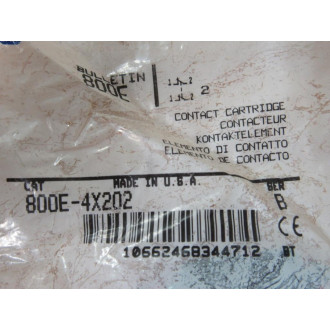 BULLETIN
800E
2
CONTACT CARTRIDGE
CONTACTEUR
KONTAKTELEMENT
ELEMENTO DI CONTATTO
ELEMENTO DE CONTACTO
CAT
MADE IN U.S.A.
SER
800E-4X202
B
CE
10662468344712
DT